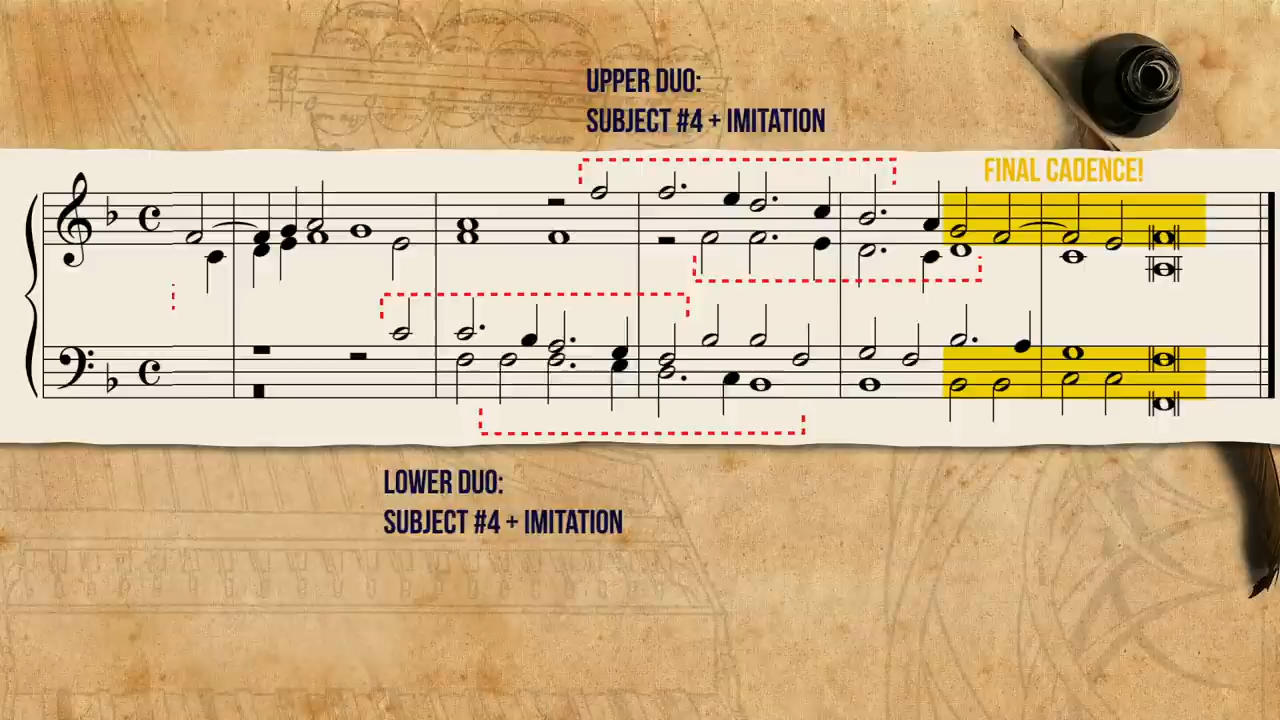 UPPER DUO:
SUBJECT #4 + IMITATION
FINAL CADENCE!
LOWER DUO:
SUBJECT #4 + IMITATION